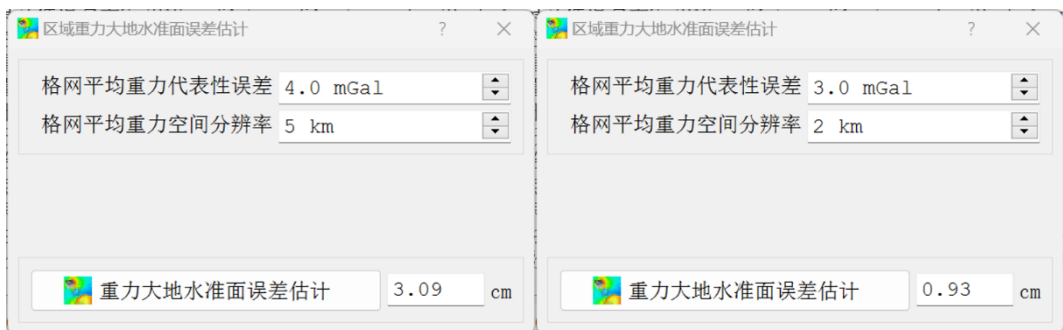 区域重力大地水准面误差估计 ? ×
格网平均重力代表性误差 4.0 mGal
格网平均重力空间分辨率 5 km
重力大地水准面误差估计 3.09 cm
区域重力大地水准面误差估计 ? ×
格网平均重力代表性误差 3.0 mGal
格网平均重力空间分辨率 2 km
重力大地水准面误差估计 0.93 cm